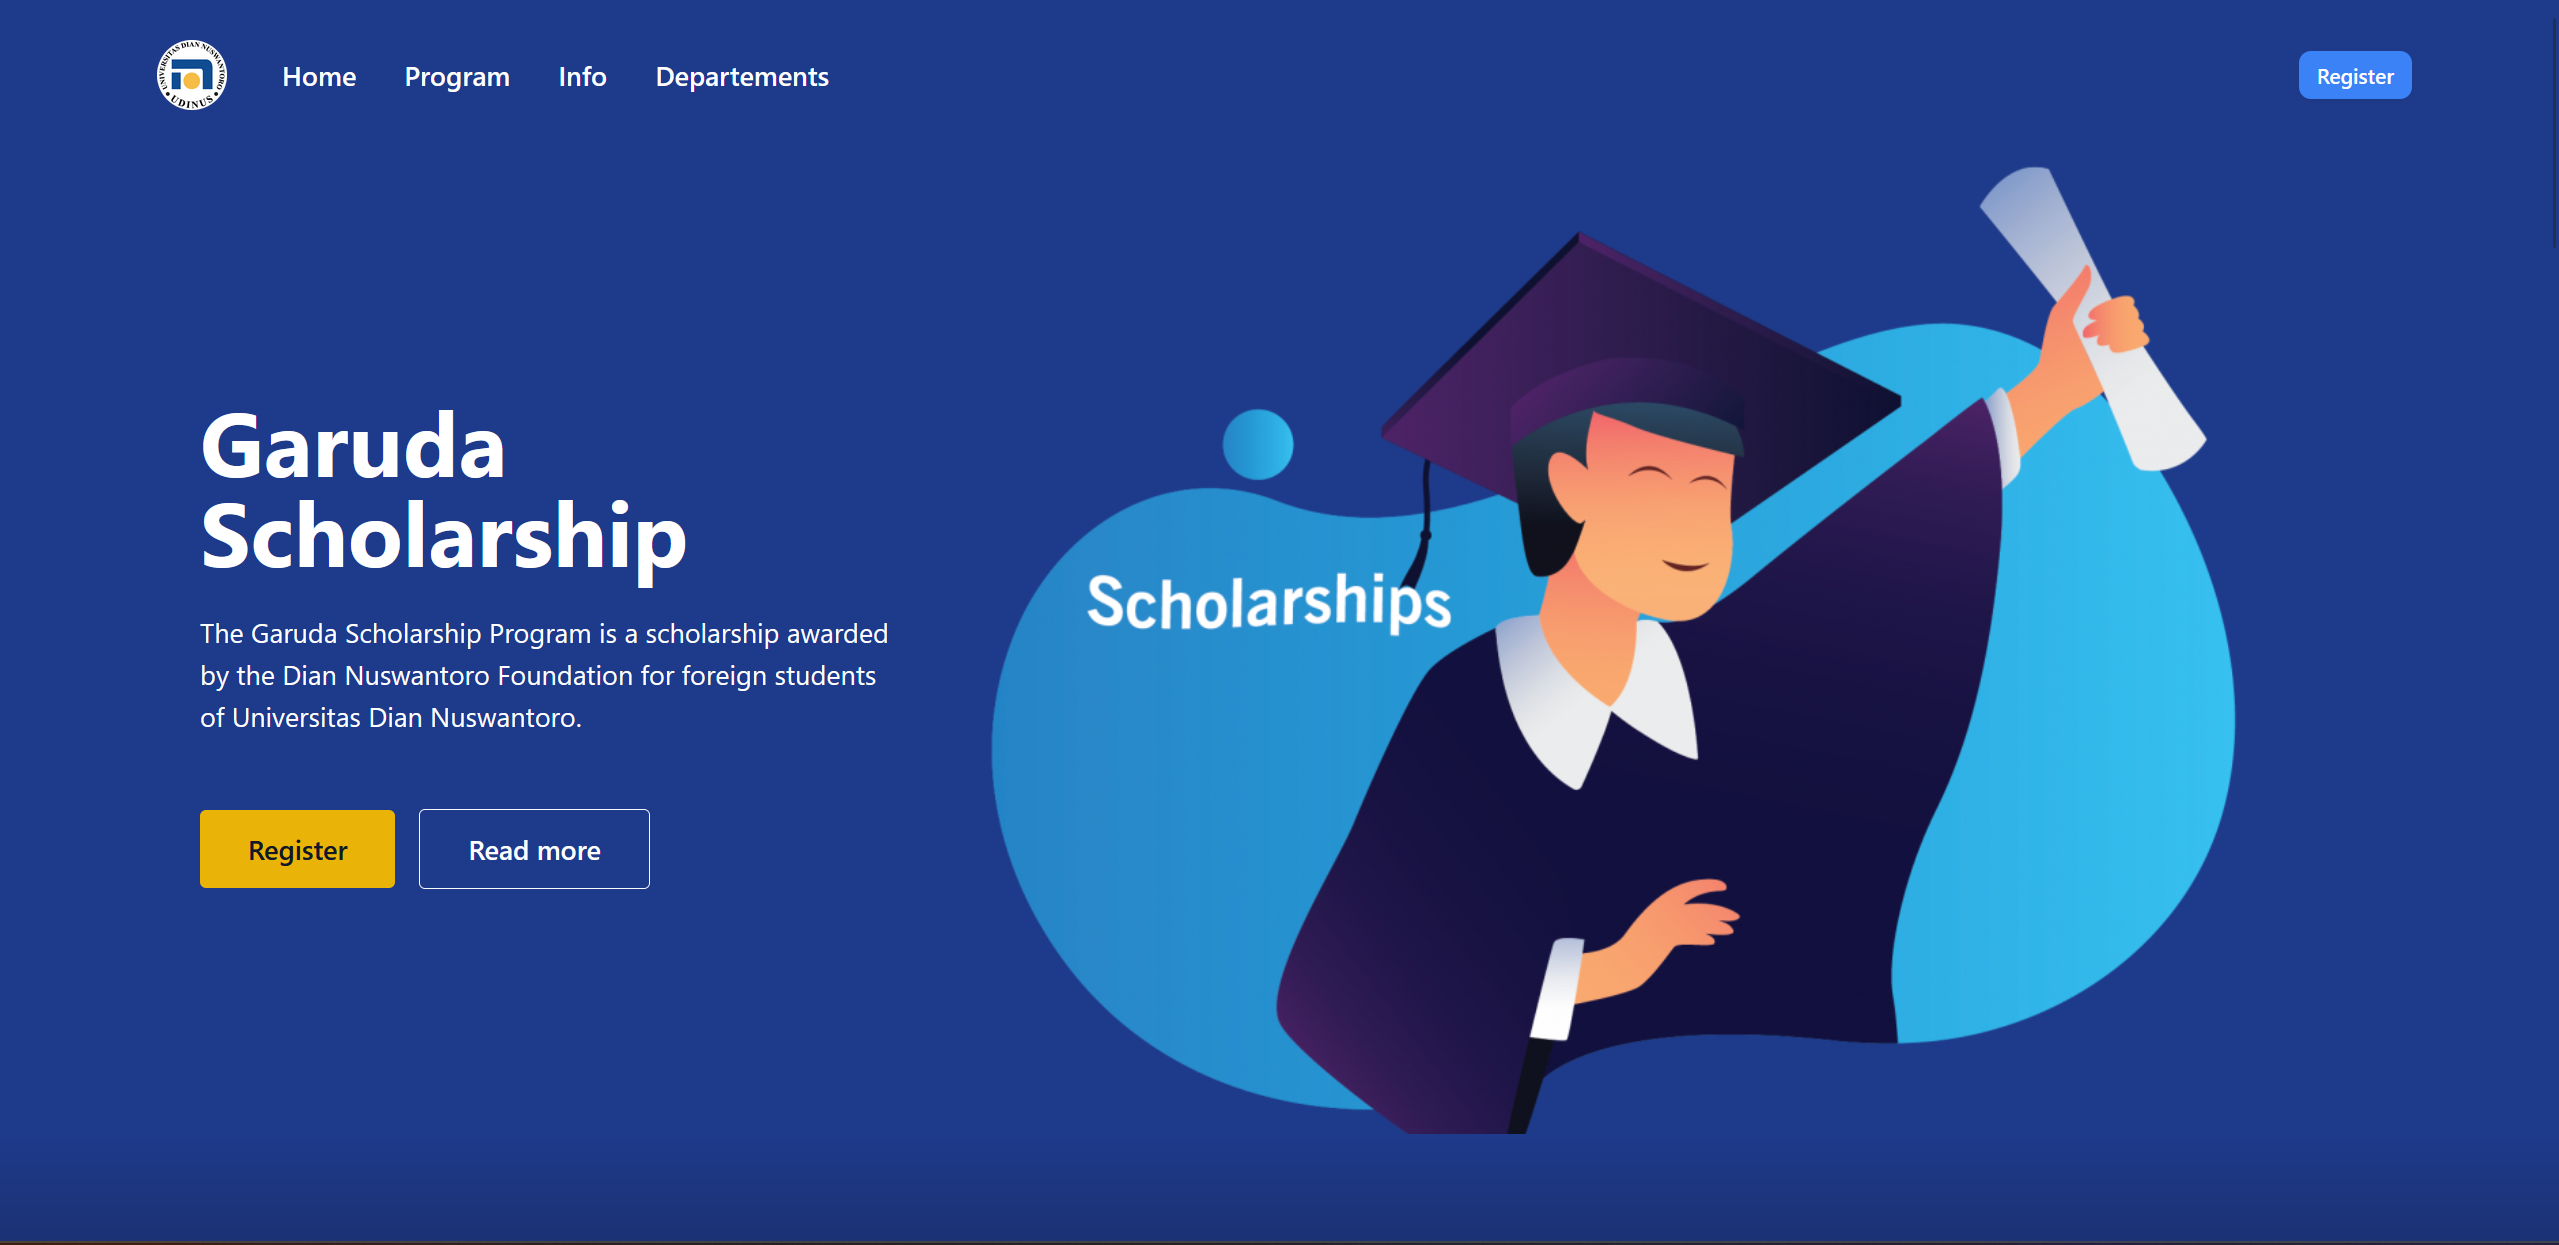 UNIVERSITAS DIAN NUSWANTORO
UDINUS
Home
Program
Info
Departements
Register
Garuda
Scholarship
The Garuda Scholarship Program is a scholarship awarded
by the Dian Nuswantoro Foundation for foreign students
of Universitas Dian Nuswantoro.
Register
Read more
Scholarships